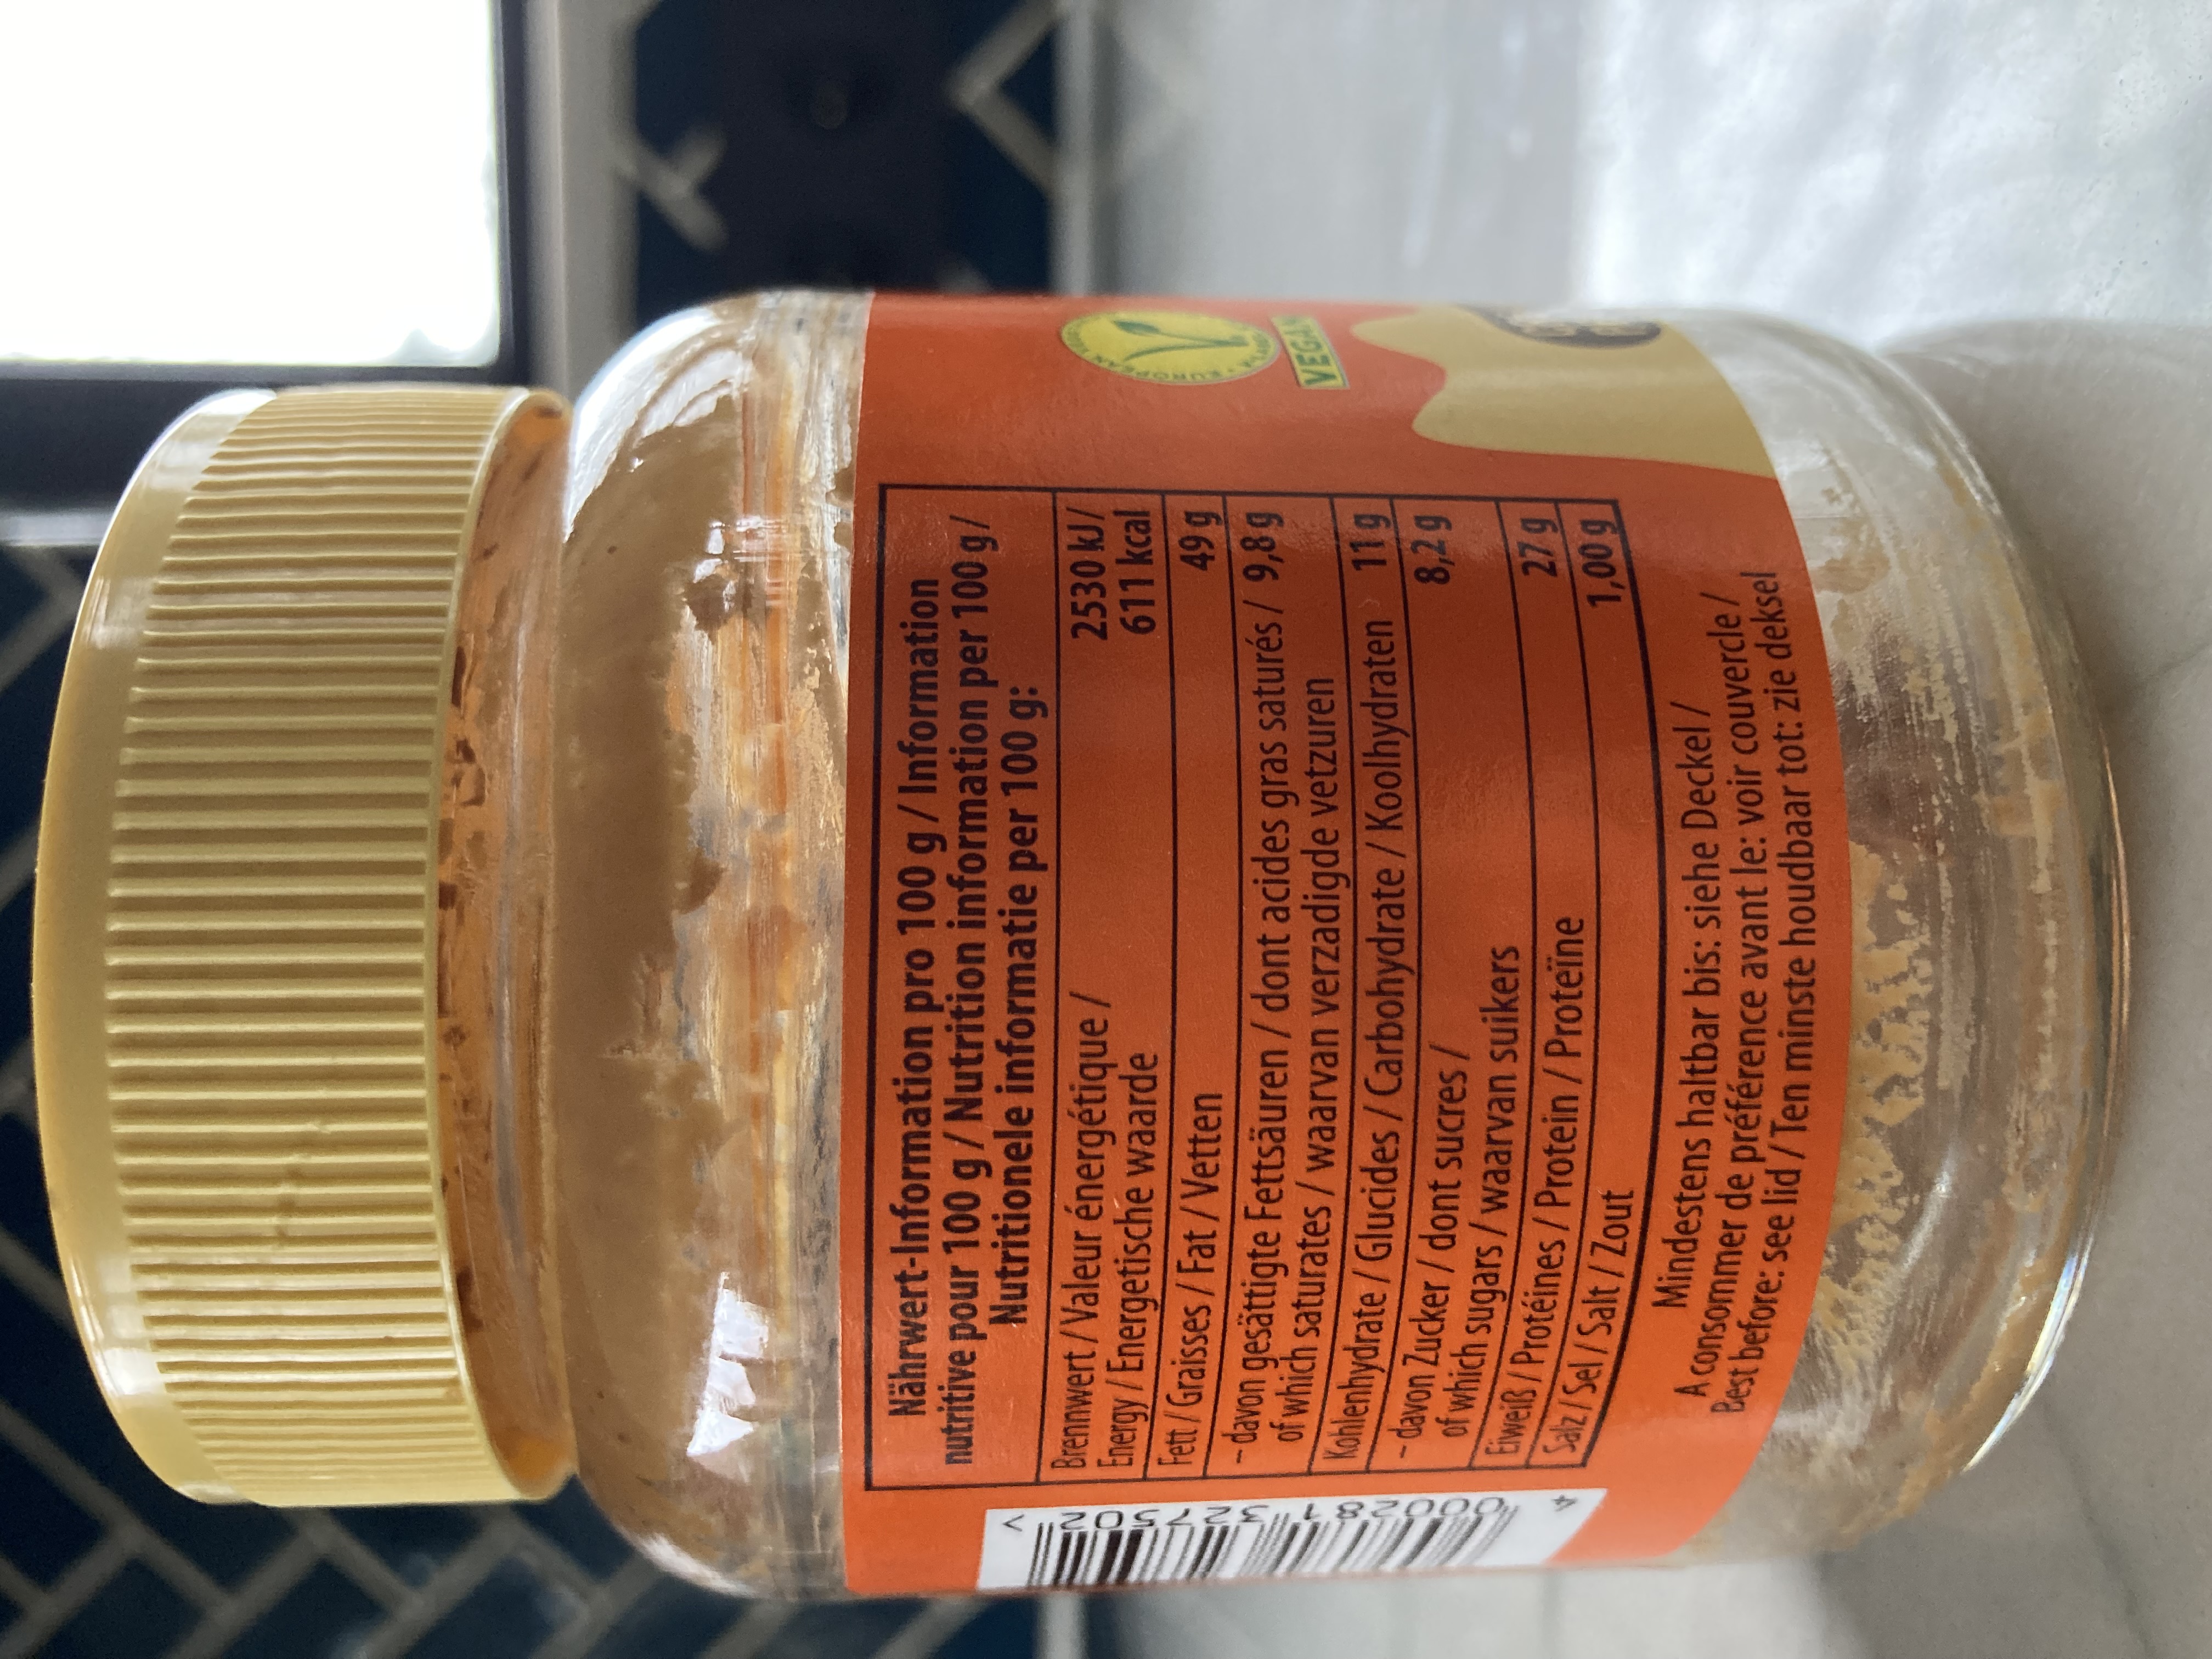 Nährwert-Information pro 100 g / Information
nutritive pour 100 g / Nutrition information per 100 g /
Nutritionele informatie per 100 g:
Brennwert / Valeur énergétique / 2530 kJ /
Energy / Energetische waarde 611 kcal
Fett / Graisses / Fat / Vetten 49 g
– davon gesättigte Fettsäuren / dont acides gras saturés / 9,8 g
of which saturates / waarvan verzadigde vetzuren
Kohlenhydrate / Glucides / Carbohydrate / Koolhydraten 11 g
– davon Zucker / dont sucres / 8,2 g
of which sugars / waarvan suikers
Eiweiß / Protéines / Protein / Proteïne 27 g
Salz / Sel / Salt / Zout 1,00 g
Mindestens haltbar bis: siehe Deckel /
A consommer de préférence avant le: voir couvercle /
Best before: see lid / Ten minste houdbaar tot: zie deksel
4 000281 327502 >
EUROPEAN
VEGAN